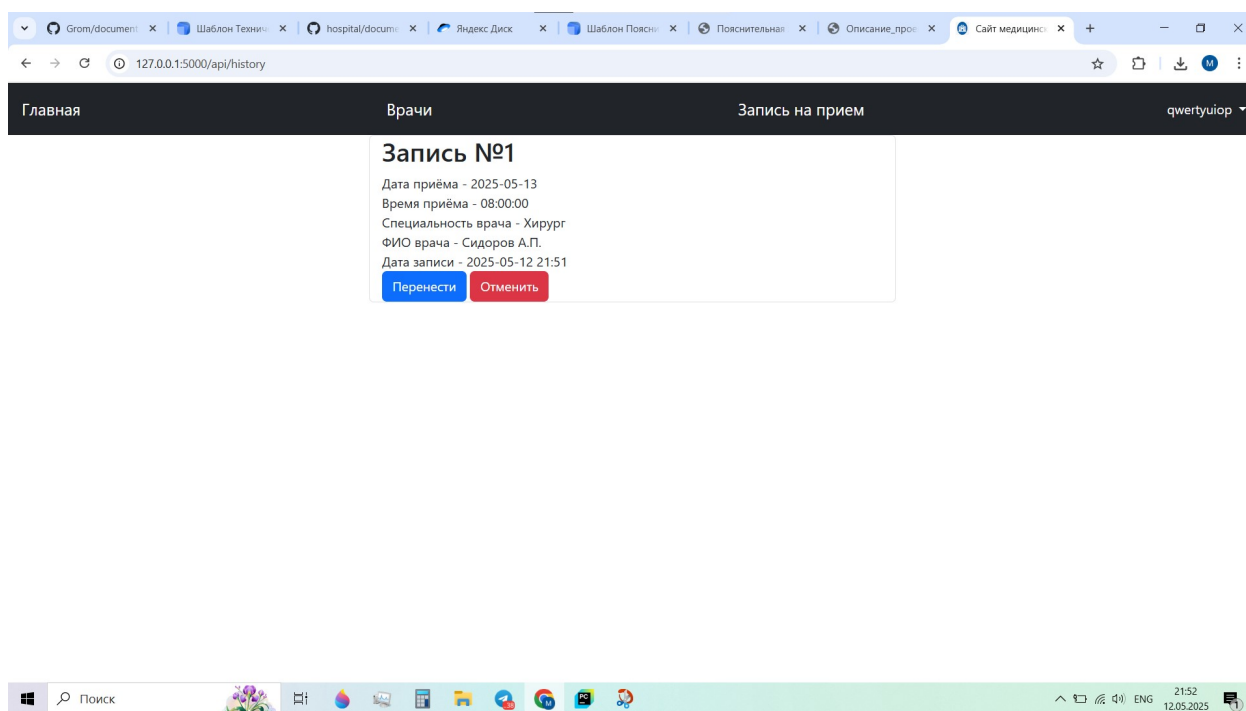 Grom/document
Шаблон Технич
hospital/docume
Яндекс Диск
Шаблон Поясни
Пояснительная
Описание_прое
Сайт медицинс
127.0.0.1:5000/api/history
M
Главная
Врачи
Запись на прием
qwertyuiop
Запись №1
Дата приёма - 2025-05-13
Время приёма - 08:00:00
Специальность врача - Хирург
ФИО врача - Сидоров А.П.
Дата записи - 2025-05-12 21:51
Перенести
Отменить
Поиск
PC
ENG
21:52
12.05.2025
1